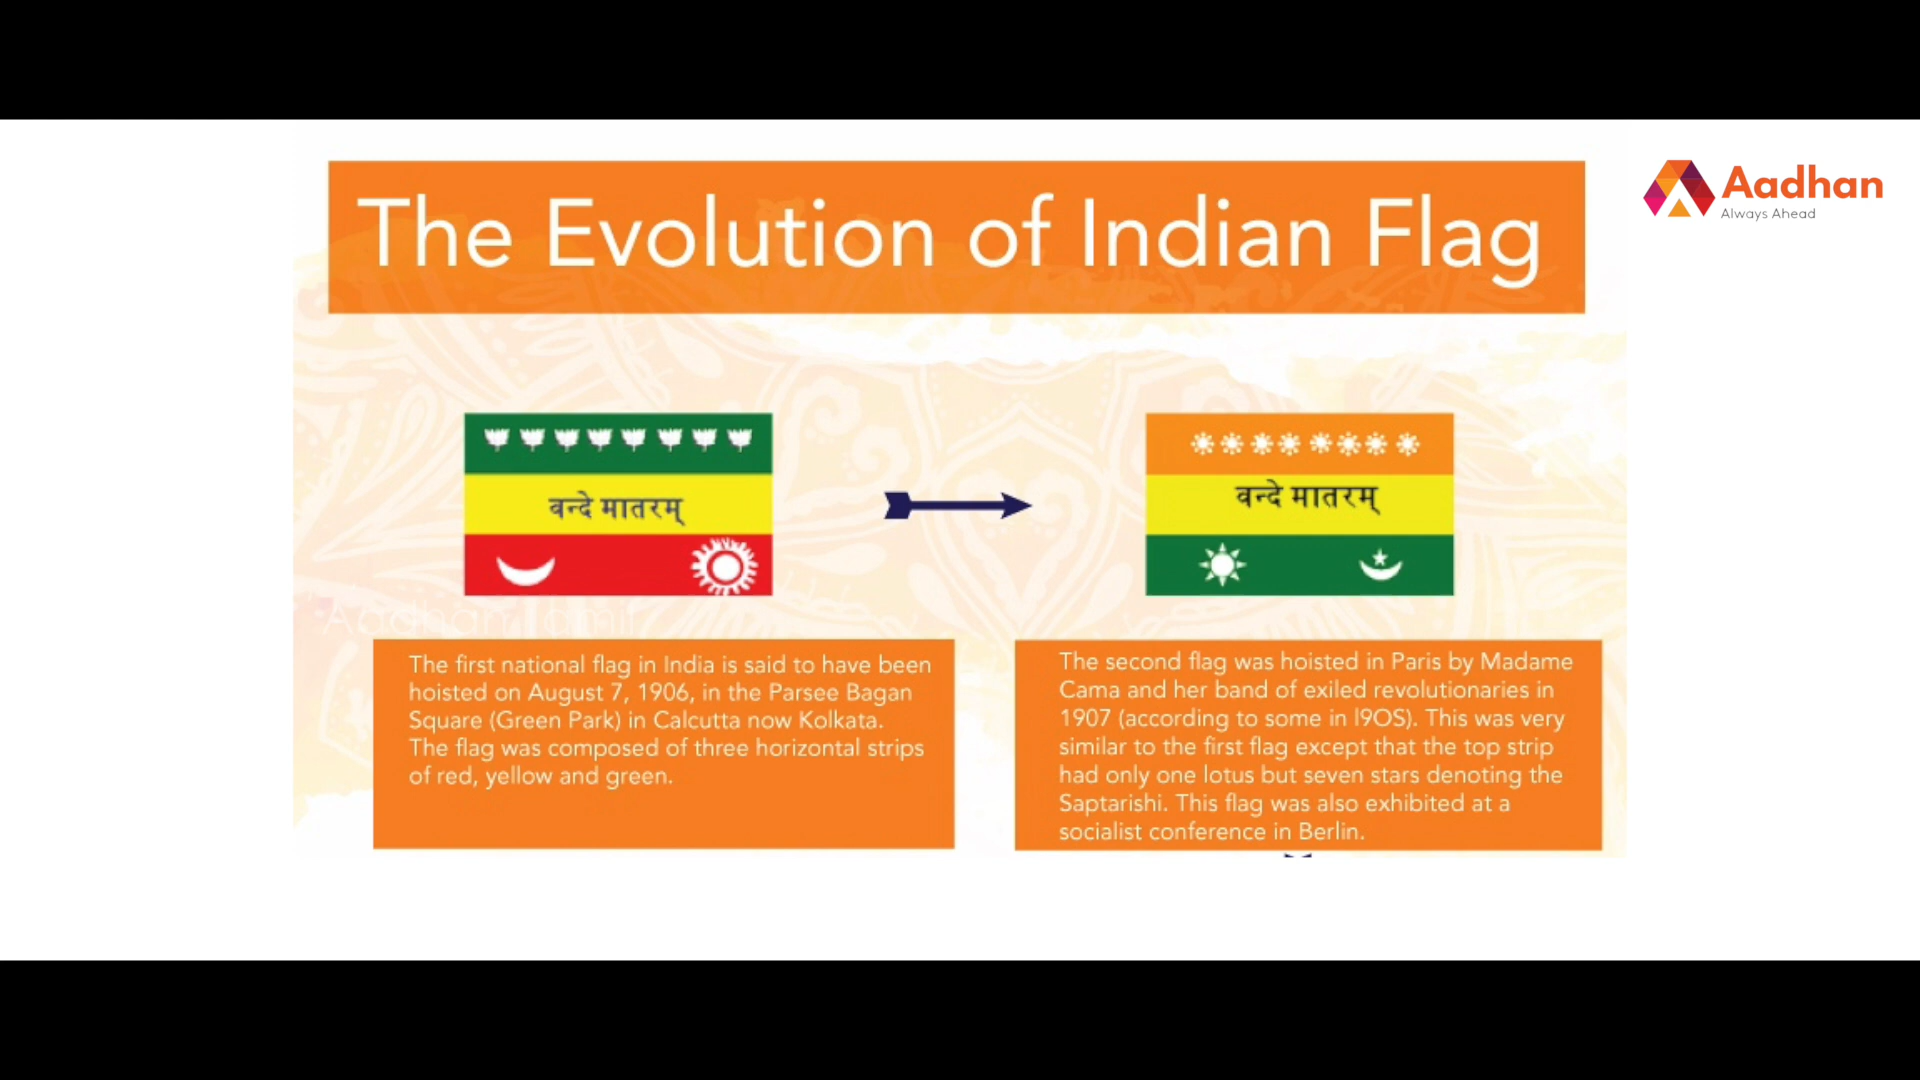 The Evolution of Indian Flag
Aadhan
Always Ahead
वन्दे मातरम्
वन्दे मातरम्
Aadhan Tamil
The first national flag in India is said to have been
hoisted on August 7, 1906, in the Parsee Bagan
Square (Green Park) in Calcutta now Kolkata.
The flag was composed of three horizontal strips
of red, yellow and green.
The second flag was hoisted in Paris by Madame
Cama and her band of exiled revolutionaries in
1907 (according to some in l9OS). This was very
similar to the first flag except that the top strip
had only one lotus but seven stars denoting the
Saptarishi. This flag was also exhibited at a
socialist conference in Berlin.